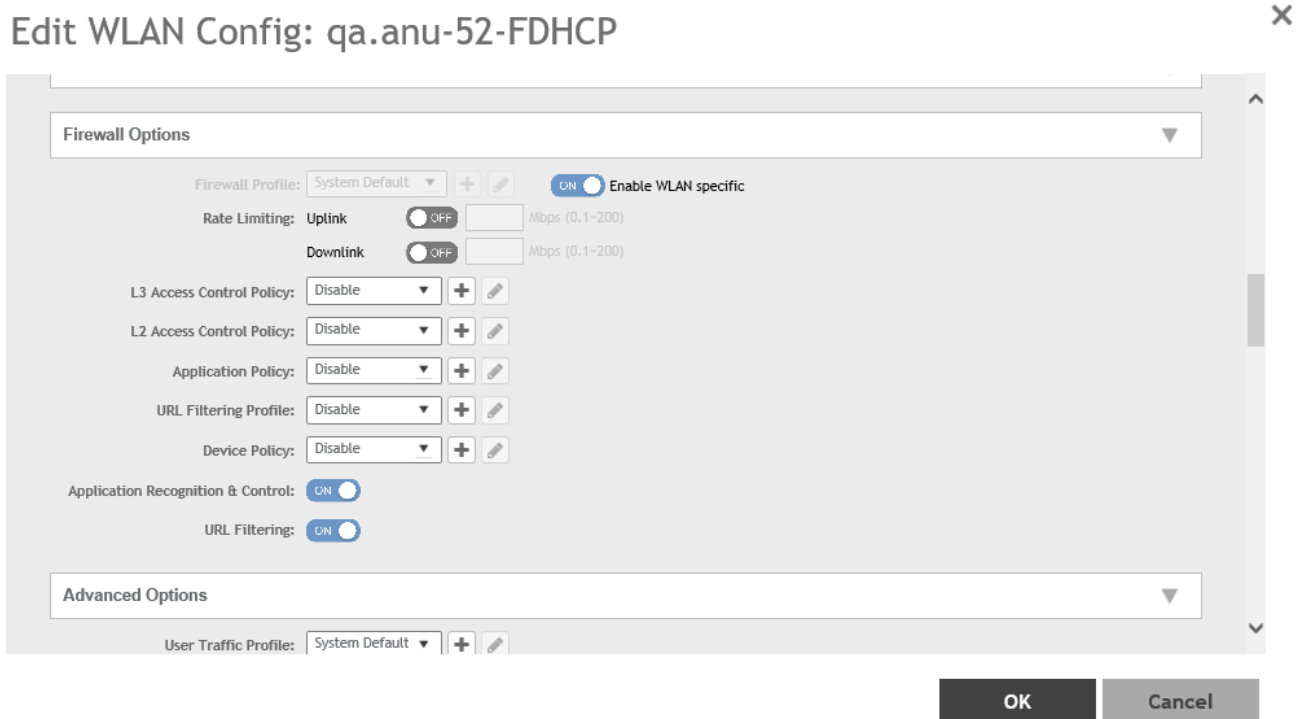 Edit WLAN Config: qa.anu-52-FDHCP
Firewall Options
Firewall Profile: System Default ON Enable WLAN specific
Rate Limiting: Uplink OFF Mbps (0.1~200)
Downlink OFF Mbps (0.1~200)
L3 Access Control Policy: Disable
L2 Access Control Policy: Disable
Application Policy: Disable
URL Filtering Profile: Disable
Device Policy: Disable
Application Recognition & Control: ON
URL Filtering: ON
Advanced Options
User Traffic Profile: System Default
OK Cancel